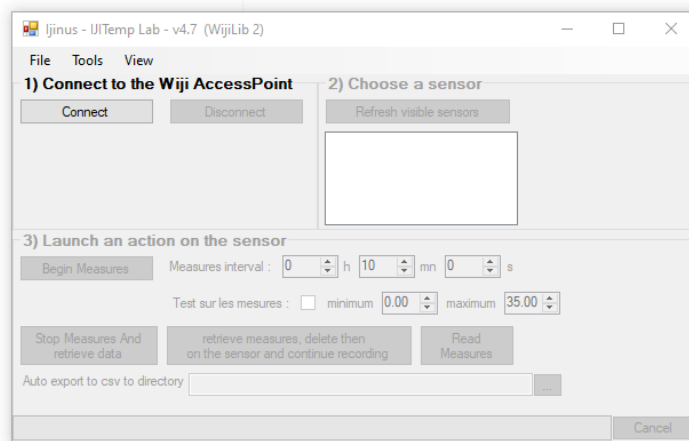 Ijinus - IJITemp Lab - v4.7 (WijiLib 2)
File Tools View
1) Connect to the Wiji AccessPoint
Connect Disconnect
2) Choose a sensor
Refresh visible sensors
3) Launch an action on the sensor
Begin Measures Measures interval : 0 h 10 mn 0 s
Test sur les mesures : minimum 0.00 maximum 35.00
Stop Measures And
retrieve data
retrieve measures, delete then
on the sensor and continue recording
Read
Measures
Auto export to csv to directory ...
Cancel